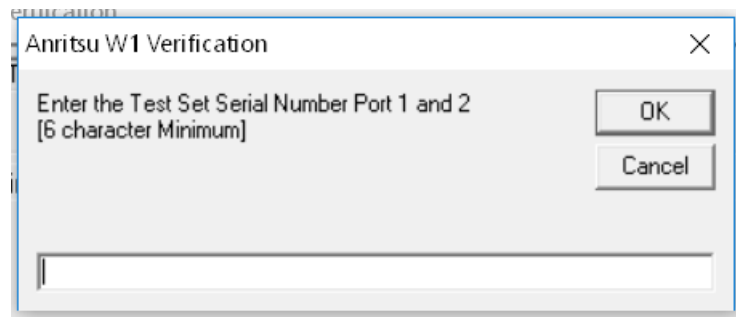 Anritsu W1 Verification
Enter the Test Set Serial Number Port 1 and 2
[6 character Minimum]
OK
Cancel